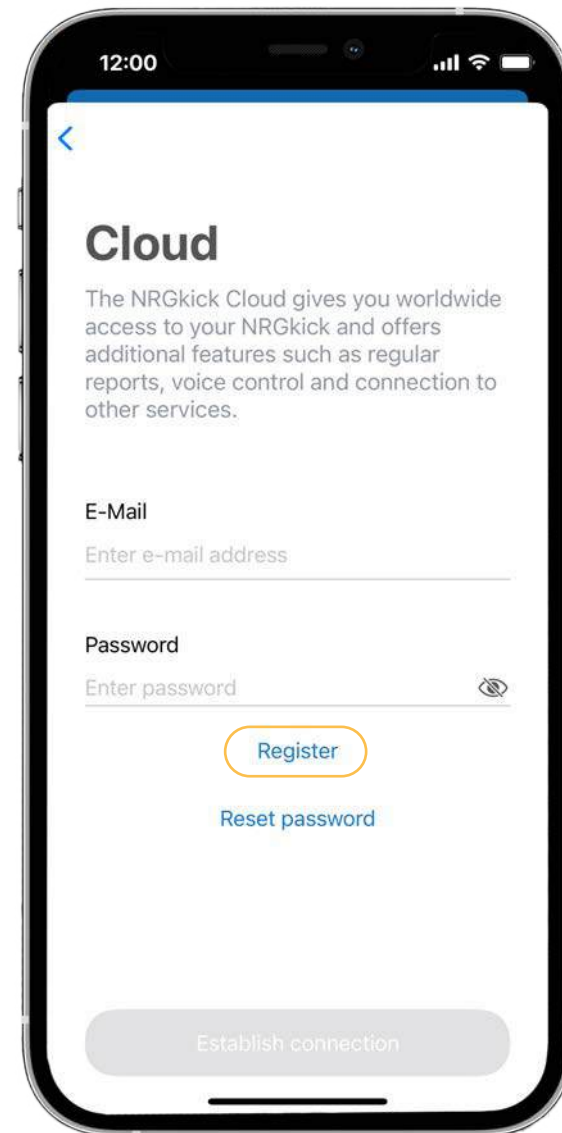 12:00
Cloud
The NRGkick Cloud gives you worldwide
access to your NRGkick and offers
additional features such as regular
reports, voice control and connection to
other services.
E-Mail
Enter e-mail address
Password
Enter password
Register
Reset password
Establish connection